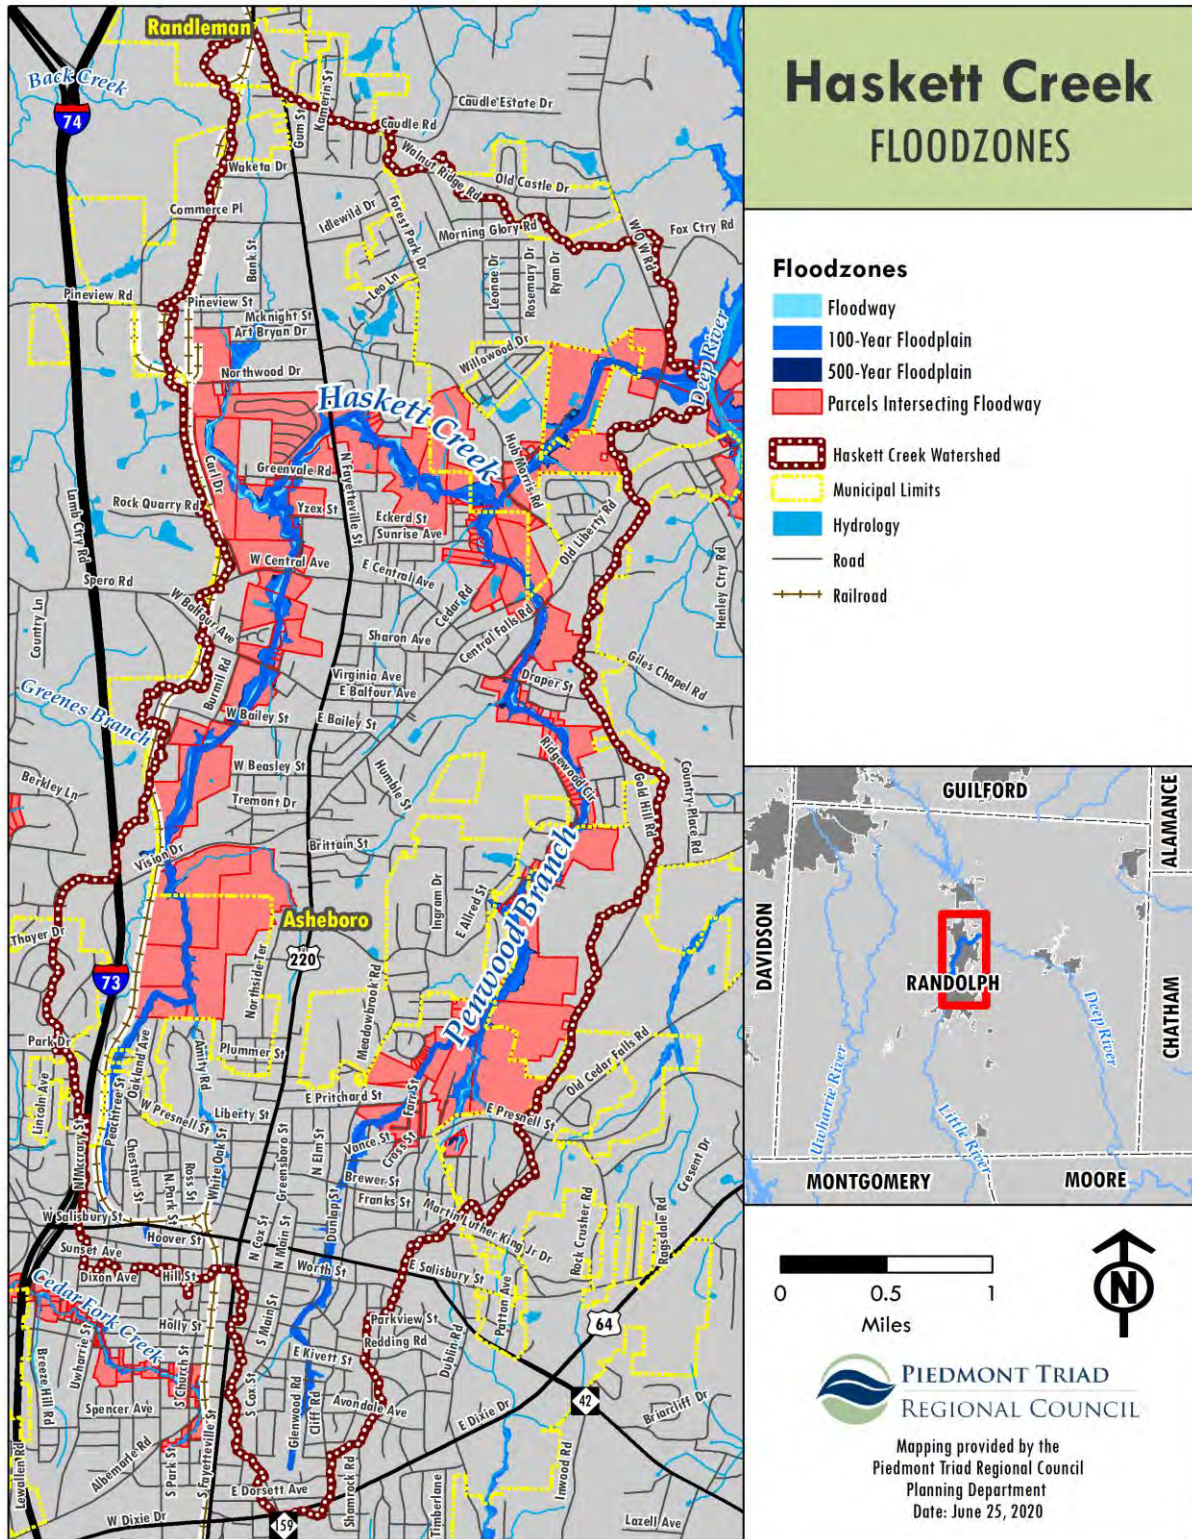 Haskett Creek
FLOODZONES
Floodzones
Floodway
100-Year Floodplain
500-Year Floodplain
Parcels Intersecting Floodway
Haskett Creek Watershed
Municipal Limits
Hydrology
Road
Railroad
GUILFORD
ALAMANCE
DAVIDSON
RANDOLPH
CHATHAM
Uwharrie River
Deep River
Little River
MONTGOMERY
MOORE
0 0.5 1
Miles
N
PIEDMONT TRIAD
REGIONAL COUNCIL
Mapping provided by the
Piedmont Triad Regional Council
Planning Department
Date: June 25, 2020
Randleman
Back Creek
74
Gum St
Kamerin St
Caudle Estate Dr
Caudle Rd
Walnut Ridge Rd
Old Castle Dr
Waketa Dr
Commerce Pl
Idlewild Dr
Forest Park Dr
Morning Glory Rd
W O W Rd
Fox Ctry Rd
Bank St
Leo Ln
Leonae Dr
Rosemary Dr
Ryan Dr
Pineview Rd
Pineview St
Mcknight St
Art Bryan Dr
Willowood Dr
Deep River
Northwood Dr
Haskett Creek
Hub Morris Rd
Carl Dr
Greenvale Rd
N Fayetteville St
Rock Quarry Rd
Yzex St
Eckerd St
Sunrise Ave
Old Liberty Rd
Lamb Ctry Rd
W Central Ave
E Central Ave
Spero Rd
Cedar Rd
Henley Ctry Rd
Country Ln
W Balfour Ave
Sharon Ave
Central Falls Rd
Burmil Rd
Virginia Ave
E Balfour Ave
Draper St
Giles Chapel Rd
Greenes Branch
W Bailey St
E Bailey St
Ridgewood Cir
W Beasley St
Humble St
Gold Hill Rd
Country Place Rd
Berkley Ln
Tremont Dr
Brittain St
Vision Dr
Penwood Branch
Ingram Dr
E Allred St
Asheboro
Thayer Dr
BUS
220
73
Northside Ter
Meadowbrook Rd
Park Dr
Oakland Ave
Amity Rd
Plummer St
Old Cedar Falls Rd
Lincoln Ave
Peachtree St
W Presnell St
Liberty St
E Pritchard St
Farr St
E Presnell St
N Mccrary St
Chestnut St
N Park St
Ross St
White Oak St
Greensboro St
N Elm St
Vance St
Cross St
Brewer St
Franks St
Cresent Dr
W Salisbury St
Hoover St
Dunlap St
Martin Luther King Jr Dr
Rock Crusher Rd
Ragsdale Rd
Sunset Ave
N Cox St
N Main St
Dixon Ave
Hill St
Worth St
E Salisbury St
Patton Ave
Cedar Fork Creek
Holly St
S Main St
Parkview St
Redding Rd
64
Breeze Hill Rd
Uwharrie St
S Church St
E Kivett St
Dublin Rd
S Cox St
Glenwood Rd
Cliff Rd
Avondale Ave
42
Spencer Ave
E Dixie Dr
Briarcliff Dr
Lewallen Rd
Albemarle Rd
S Park St
S Fayetteville St
E Dorsett Ave
Shamrock Rd
Inwood Rd
W Dixie Dr
159
Timberlane
Lazell Ave